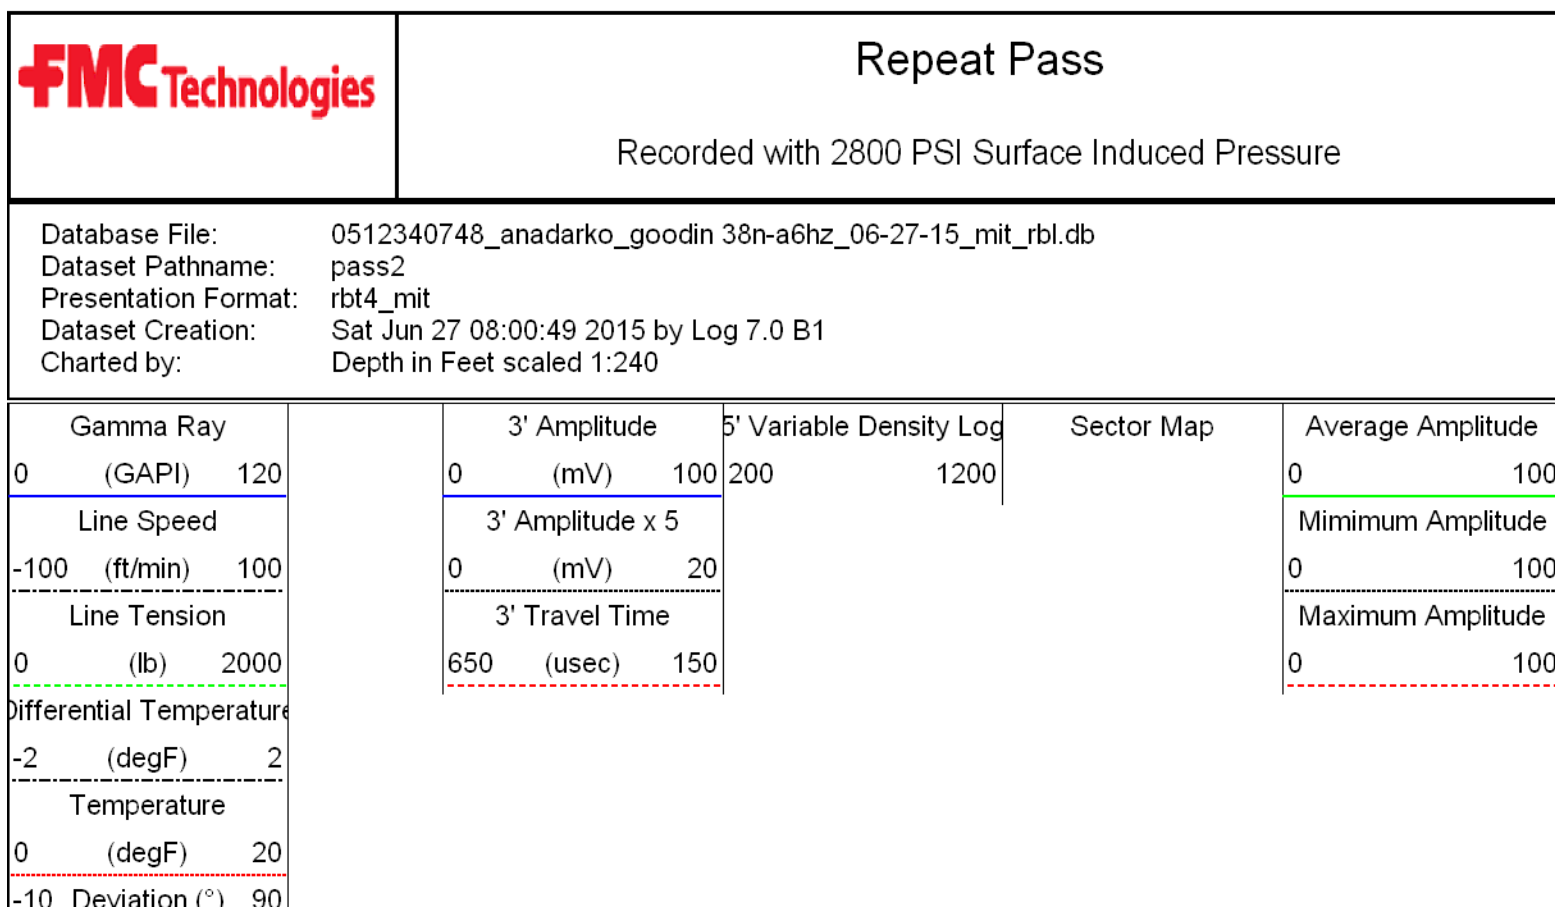 FMC Technologies
Repeat Pass
Recorded with 2800 PSI Surface Induced Pressure
Database File: 0512340748_anadarko_goodin 38n-a6hz_06-27-15_mit_rbl.db
Dataset Pathname: pass2
Presentation Format: rbt4_mit
Dataset Creation: Sat Jun 27 08:00:49 2015 by Log 7.0 B1
Charted by: Depth in Feet scaled 1:240
Gamma Ray
0 (GAPI) 120
Line Speed
-100 (ft/min) 100
Line Tension
0 (lb) 2000
Differential Temperature
-2 (degF) 2
Temperature
0 (degF) 20
-10 Deviation (°) 90
3' Amplitude
0 (mV) 100
3' Amplitude x 5
0 (mV) 20
3' Travel Time
650 (usec) 150
5' Variable Density Log
200 1200
Sector Map
Average Amplitude
0 100
Mimimum Amplitude
0 100
Maximum Amplitude
0 100